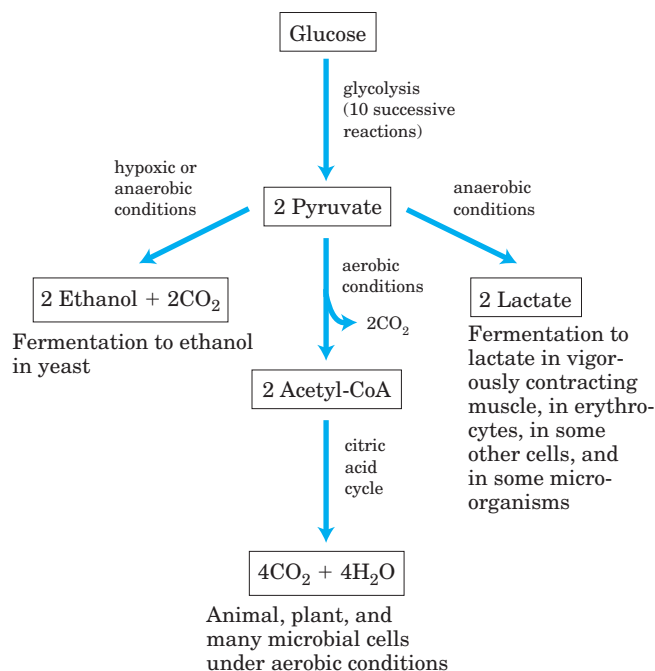 Glucose
glycolysis
(10 successive
reactions)
hypoxic or
anaerobic
conditions
2 Pyruvate
anaerobic
conditions
2 Ethanol + 2CO₂
Fermentation to ethanol
in yeast
aerobic
conditions
2CO₂
2 Lactate
Fermentation to
lactate in vigor-
ously contracting
muscle, in erythro-
cytes, in some
other cells, and
in some micro-
organisms
2 Acetyl-CoA
citric
acid
cycle
4CO₂ + 4H₂O
Animal, plant, and
many microbial cells
under aerobic conditions